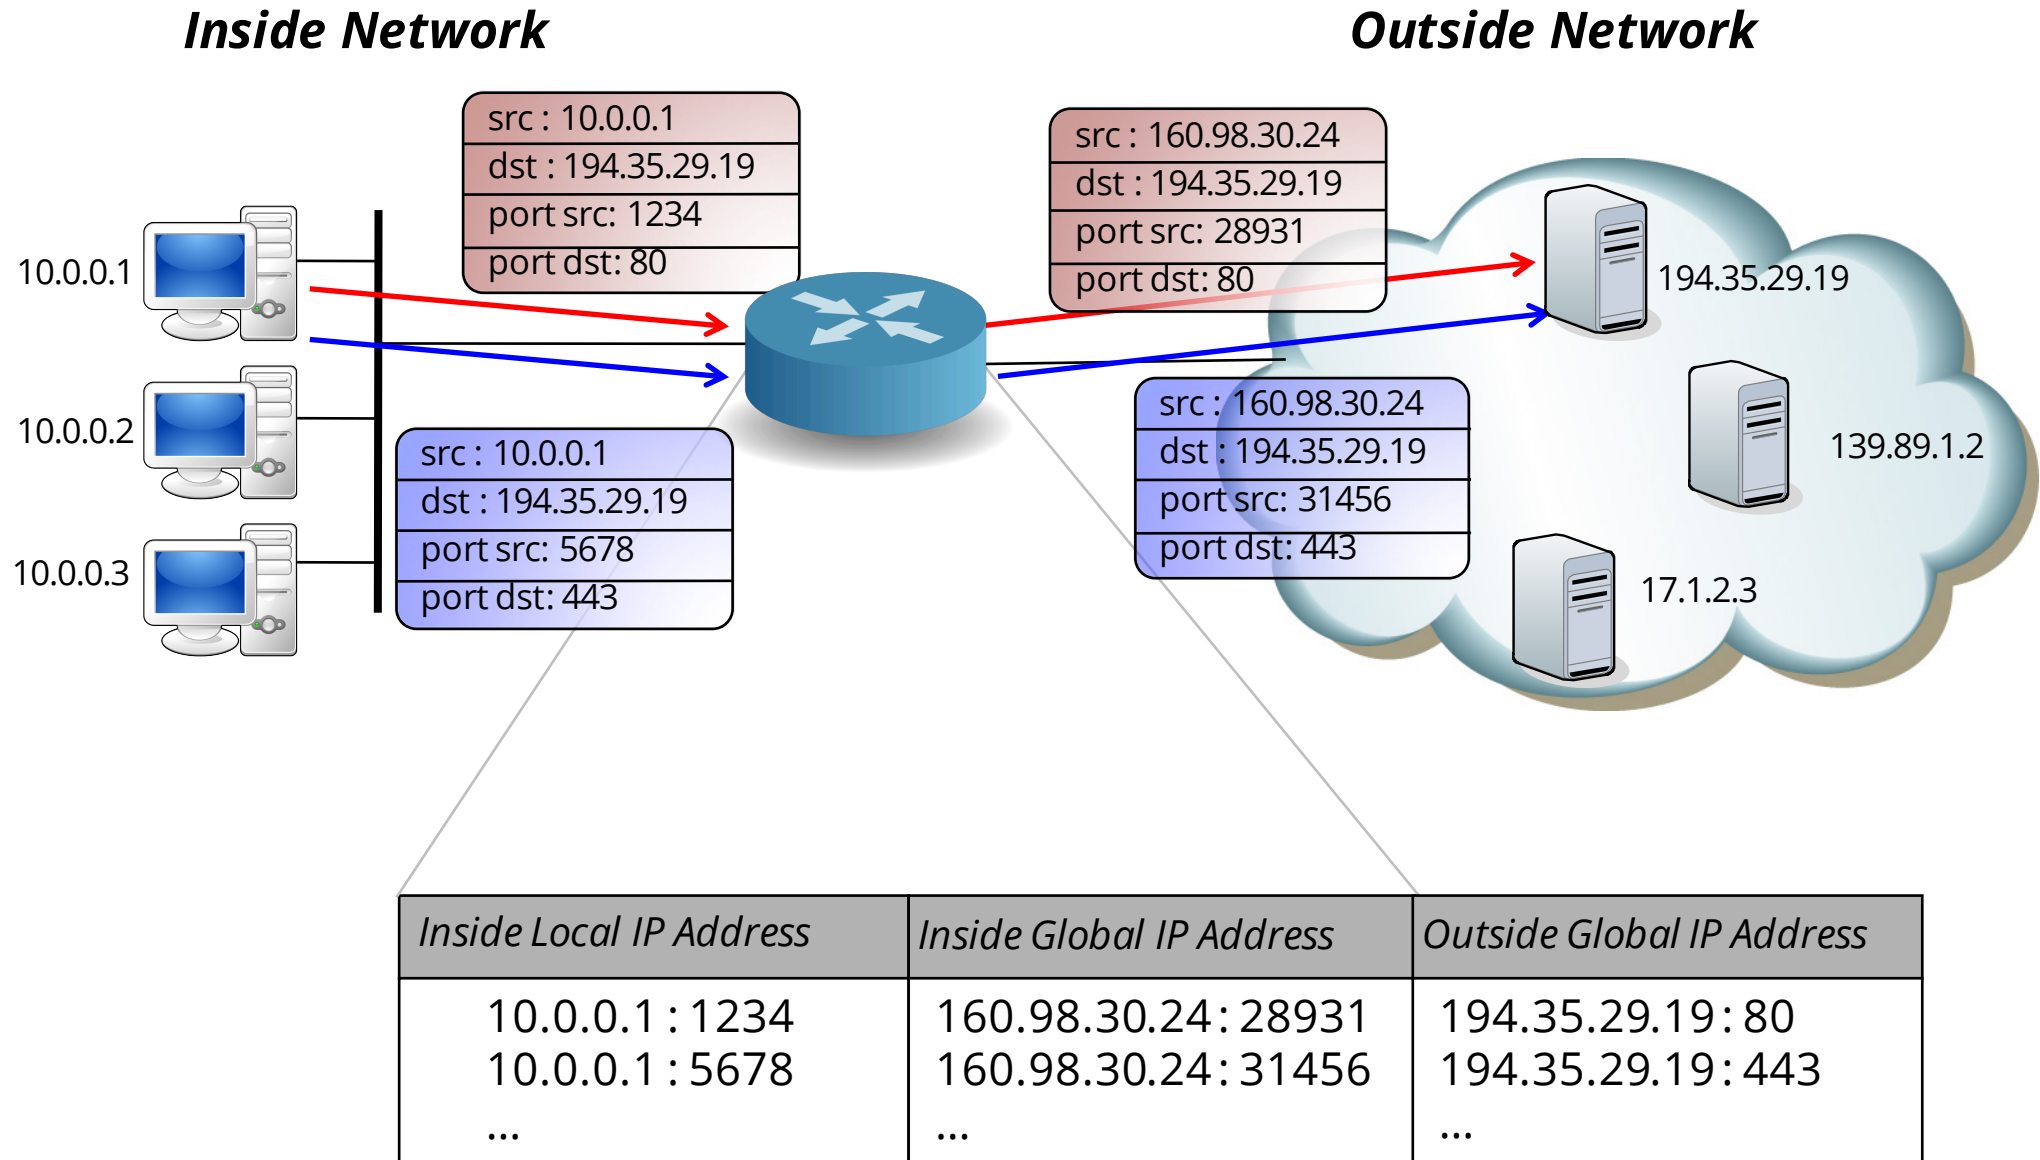 Inside Network
Outside Network
src : 10.0.0.1
dst : 194.35.29.19
port src: 1234
port dst: 80
src : 160.98.30.24
dst : 194.35.29.19
port src: 28931
port dst: 80
10.0.0.1
194.35.29.19
10.0.0.2
src : 10.0.0.1
dst : 194.35.29.19
port src: 5678
port dst: 443
src : 160.98.30.24
dst : 194.35.29.19
port src: 31456
port dst: 443
139.89.1.2
10.0.0.3
17.1.2.3
Inside Local IP Address
Inside Global IP Address
Outside Global IP Address
10.0.0.1 : 1234
160.98.30.24 : 28931
194.35.29.19 : 80
10.0.0.1 : 5678
160.98.30.24 : 31456
194.35.29.19 : 443
...
...
...